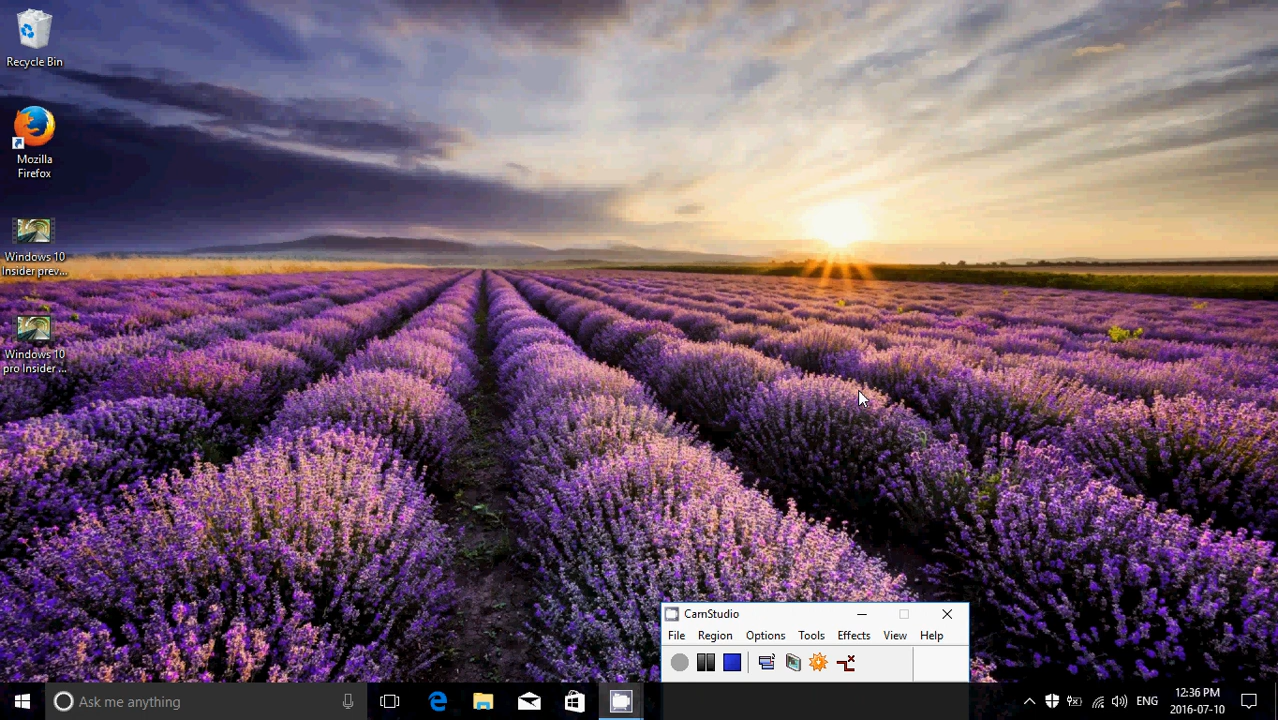 Recycle Bin
Mozilla
Firefox
Windows 10
Insider prev...
Windows 10
pro Insider ...
CamStudio
File Region Options Tools Effects View Help
Ask me anything
ENG
12:36 PM
2016-07-10